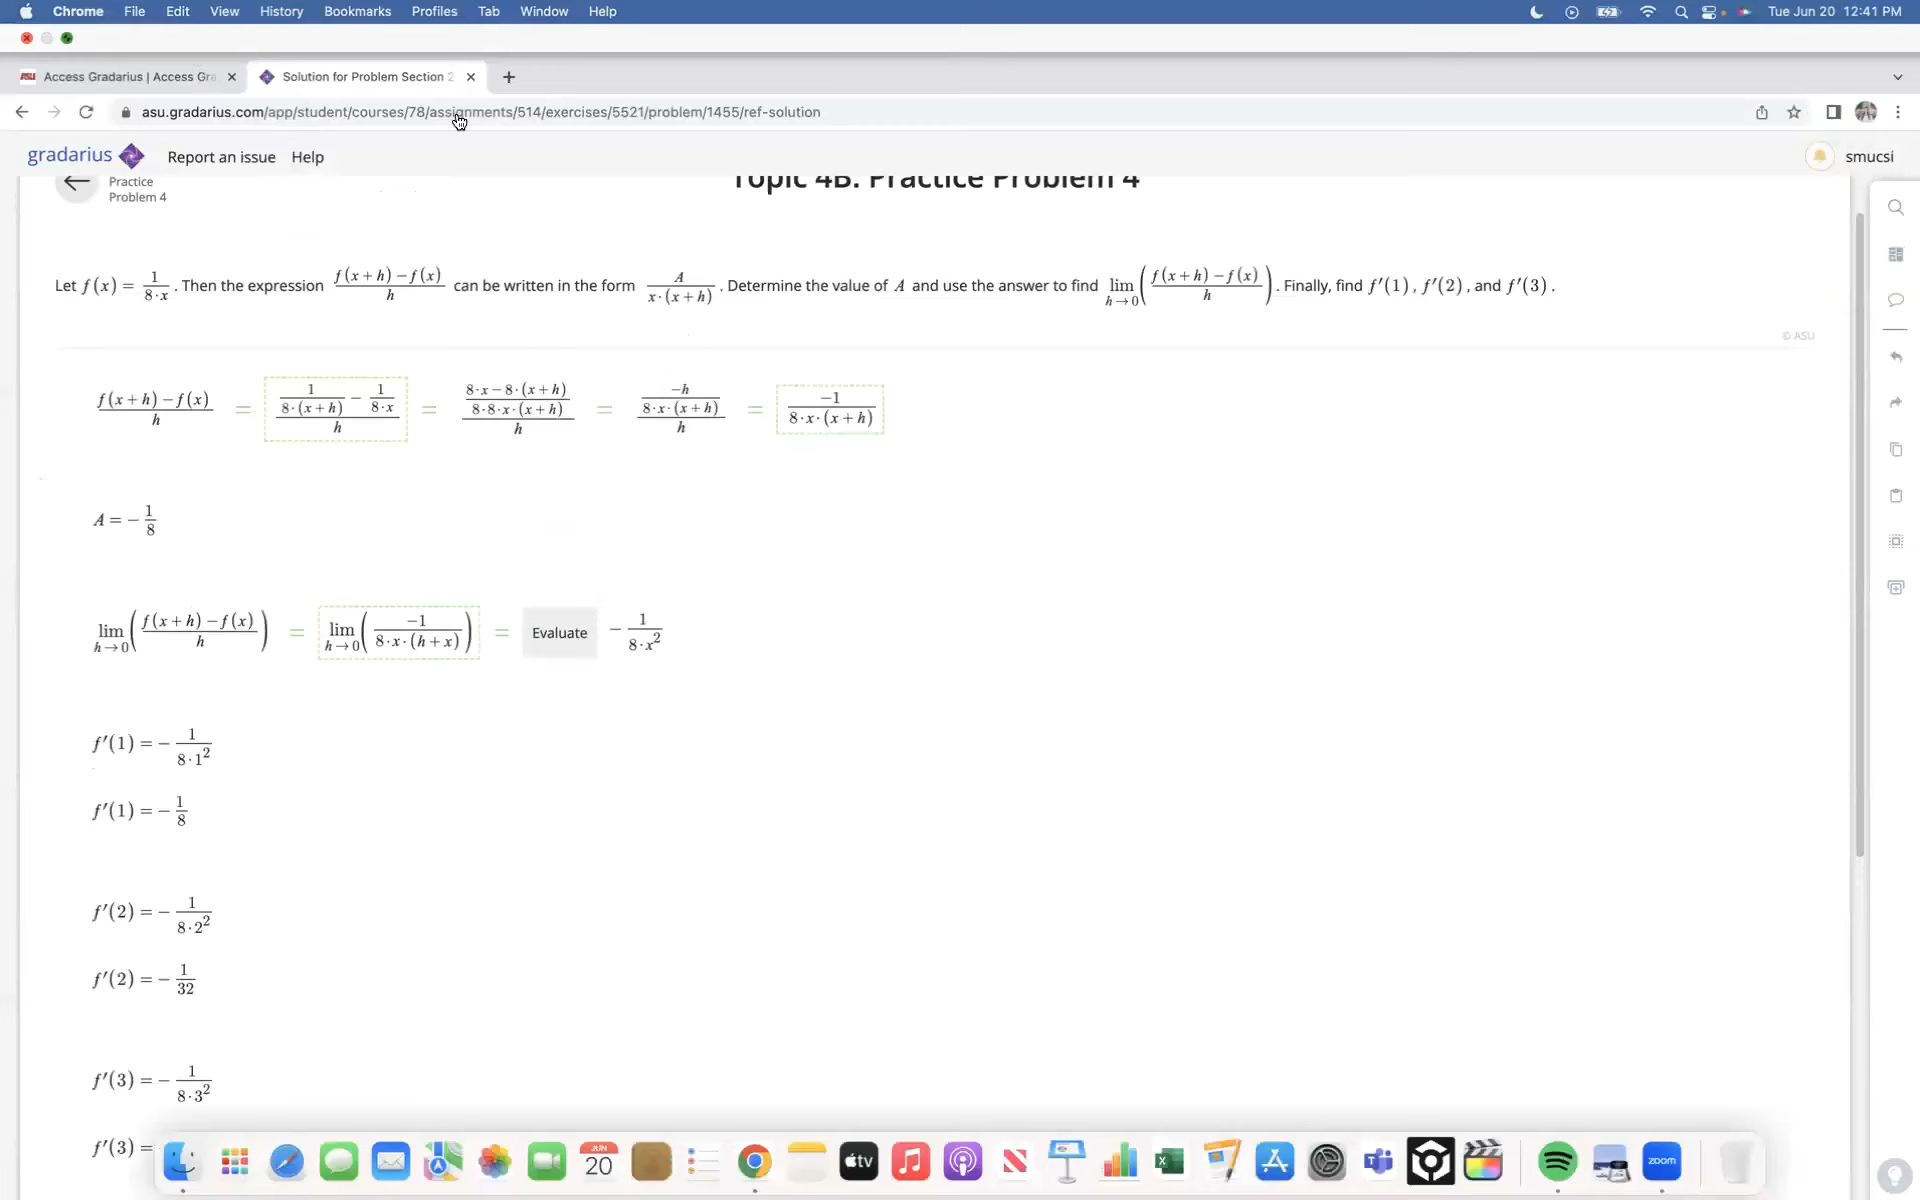 Chrome File Edit View History Bookmarks Profiles Tab Window Help Tue Jun 20 12:41 PM
ASU Access Gradarius | Access Gra Solution for Problem Section 2
asu.gradarius.com/app/student/courses/78/assignments/514/exercises/5521/problem/1455/ref-solution
gradarius Report an issue Help smucsi
Practice
Problem 4
Topic 4B. Practice Problem 4
Let f(x) = 1/(8·x). Then the expression (f(x+h)−f(x))/h can be written in the form A/(x·(x+h)). Determine the value of A and use the answer to find lim h→0 ((f(x+h)−f(x))/h). Finally, find f′(1), f′(2), and f′(3).
© ASU
(f(x+h)−f(x))/h = (1/(8·(x+h)) − 1/(8·x))/h = ((8·x−8·(x+h))/(8·8·x·(x+h)))/h = (−h/(8·x·(x+h)))/h = −1/(8·x·(x+h))
A = −1/8
lim h→0 ((f(x+h)−f(x))/h) = lim h→0 (−1/(8·x·(h+x))) = Evaluate −1/(8·x²)
f′(1) = −1/(8·1²)
f′(1) = −1/8
f′(2) = −1/(8·2²)
f′(2) = −1/32
f′(3) = −1/(8·3²)
f′(3) =
JUN
20
tv
X
zoom